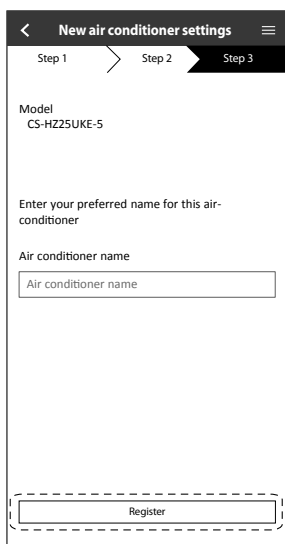 New air conditioner settings
Step 1
Step 2
Step 3
Model
CS-HZ25UKE-5
Enter your preferred name for this air-
conditioner
Air conditioner name
Air conditioner name
Register